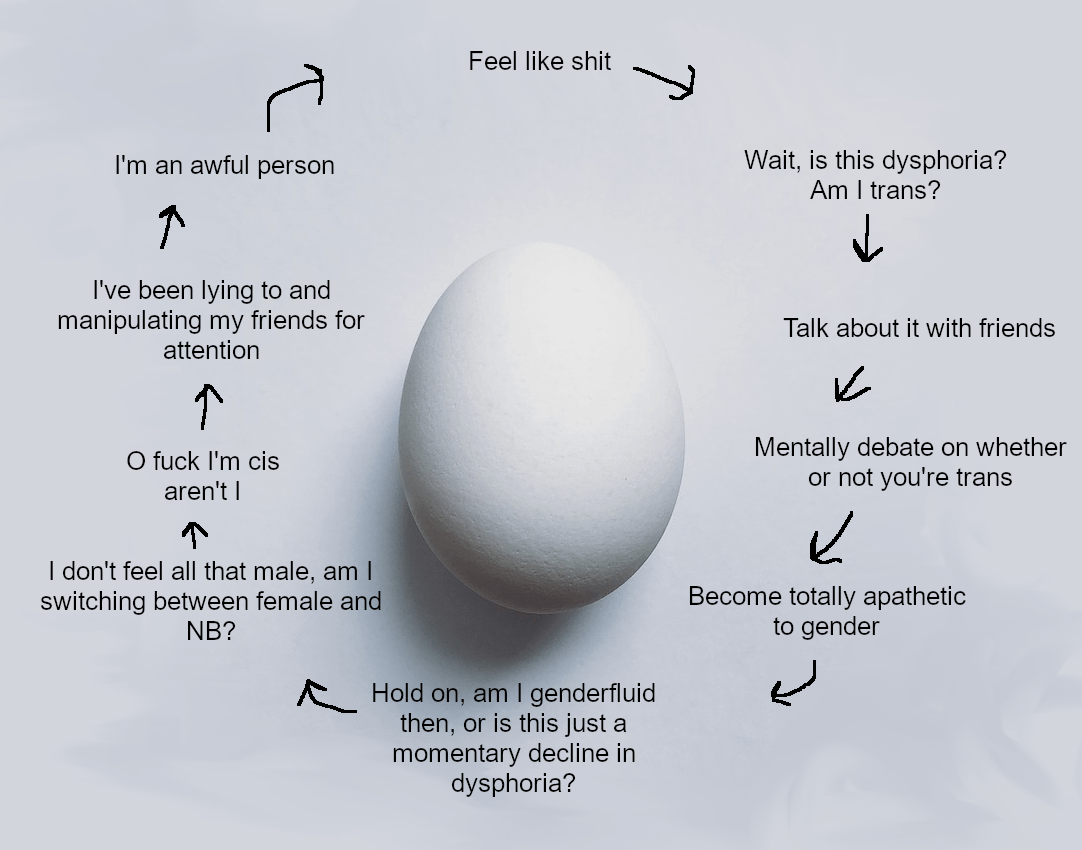 Feel like shit
Wait, is this dysphoria?
Am I trans?
Talk about it with friends
Mentally debate on whether
or not you're trans
Become totally apathetic
to gender
Hold on, am I genderfluid
then, or is this just a
momentary decline in
dysphoria?
I don't feel all that male, am I
switching between female and
NB?
O fuck I'm cis
aren't I
I've been lying to and
manipulating my friends for
attention
I'm an awful person